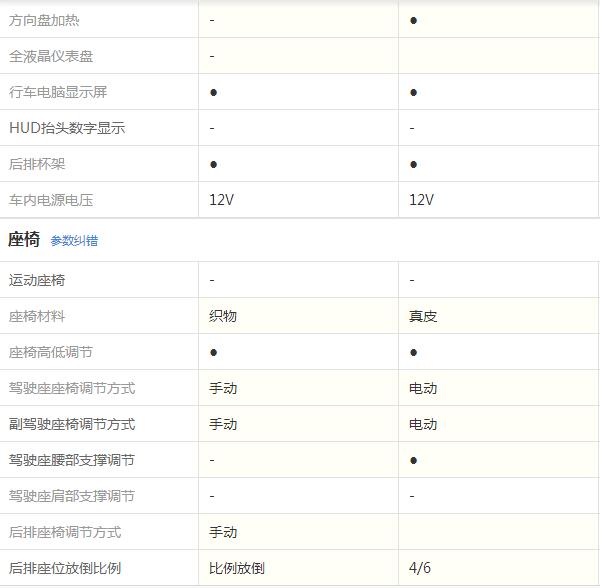 方向盘加热 - ●
全液晶仪表盘 -
行车电脑显示屏 ● ●
HUD抬头数字显示 - -
后排杯架 ● ●
车内电源电压 12V 12V
座椅 参数纠错
运动座椅 - -
座椅材料 织物 真皮
座椅高低调节 ● ●
驾驶座座椅调节方式 手动 电动
副驾驶座椅调节方式 手动 电动
驾驶座腰部支撑调节 - ●
驾驶座肩部支撑调节 - -
后排座椅调节方式 手动
后排座位放倒比例 比例放倒 4/6